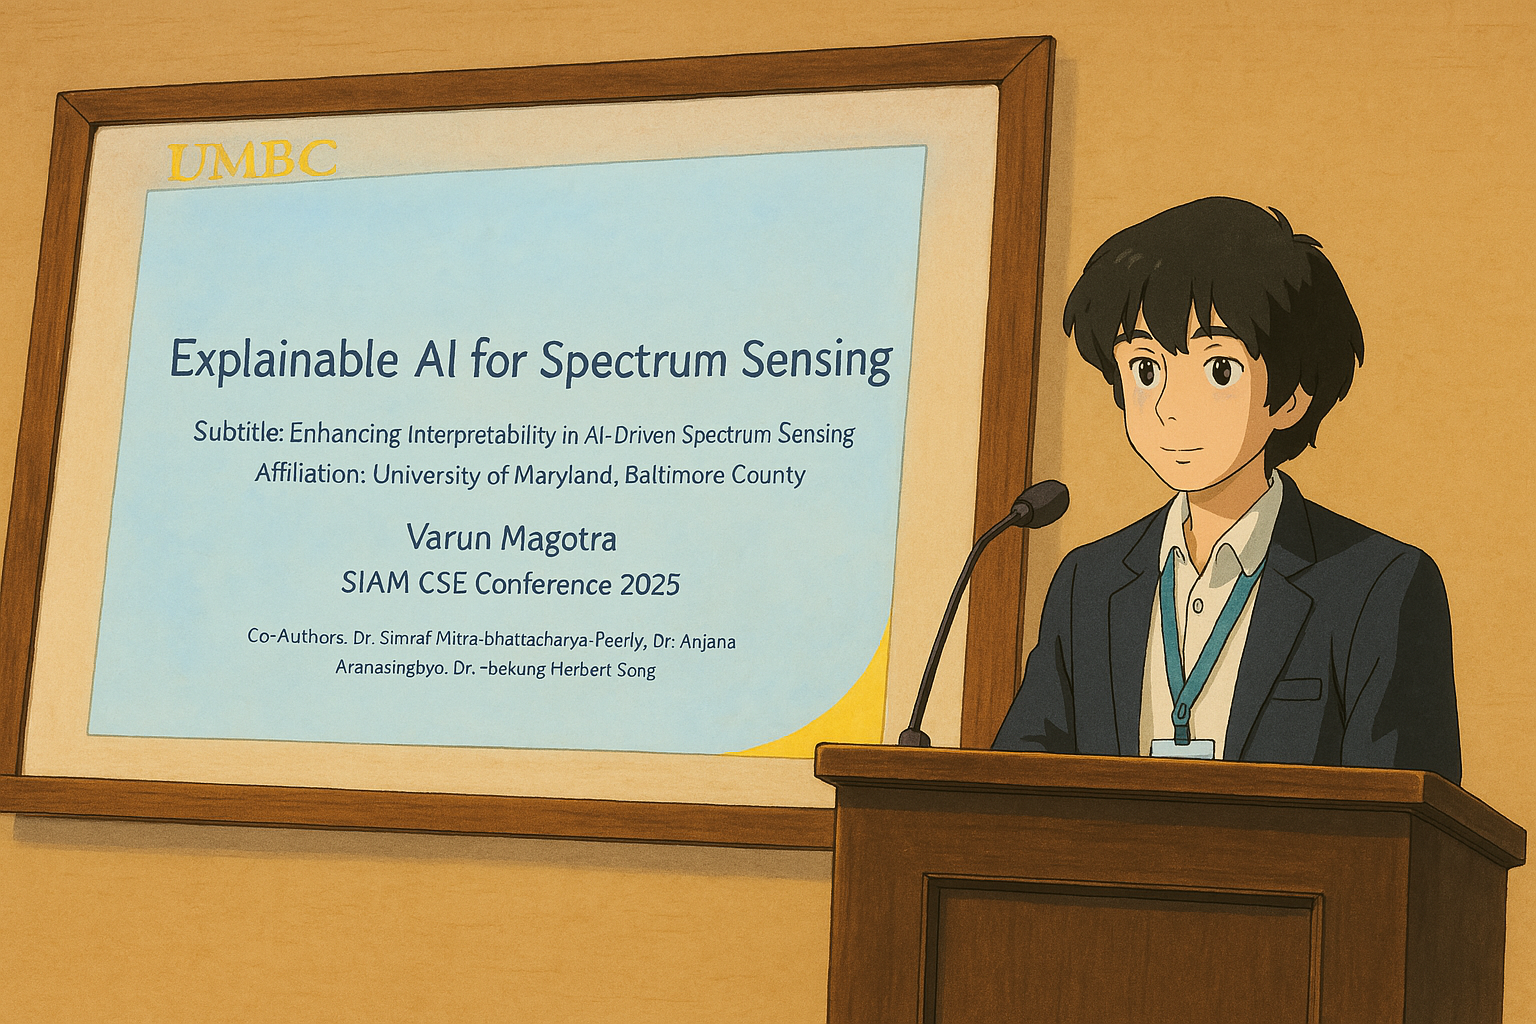 UMBC
Explainable AI for Spectrum Sensing
Subtitle: Enhancing Interpretability in AI-Driven Spectrum Sensing
Affiliation: University of Maryland, Baltimore County
Varun Magotra
SIAM CSE Conference 2025
Co-Authors. Dr. Simraf Mitra-bhattacharya-Peerly, Dr: Anjana
Aranasingbyo. Dr. -bekung Herbert Song